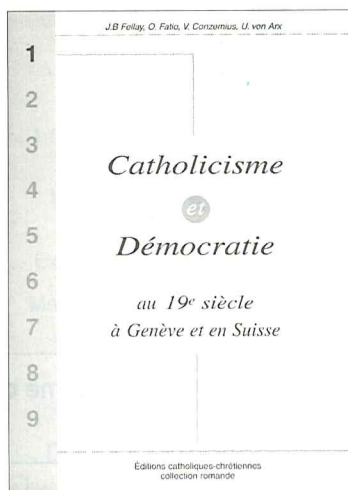 J.B Fellay, O. Fatio, V. Conzemius, U. von Arx
1
2
3
4
5
6
7
8
9
Catholicisme
et
Démocratie
au 19e siècle
à Genève et en Suisse
Éditions catholiques-chrétiennes
collection romande